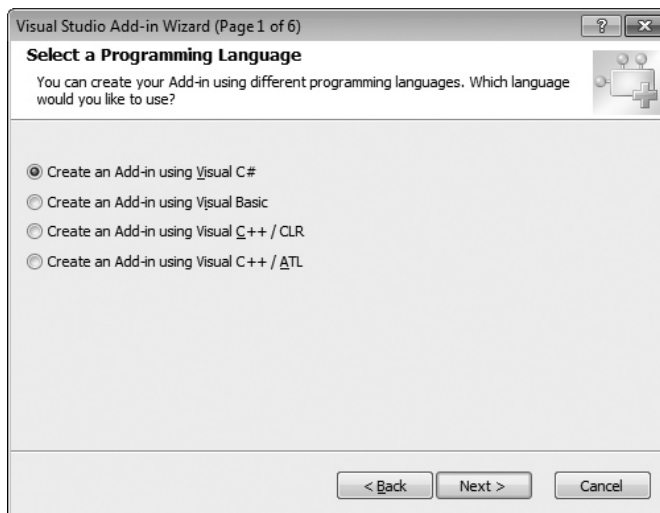 Visual Studio Add-in Wizard (Page 1 of 6)
Select a Programming Language
You can create your Add-in using different programming languages. Which language
would you like to use?
Create an Add-in using Visual C#
Create an Add-in using Visual Basic
Create an Add-in using Visual C++ / CLR
Create an Add-in using Visual C++ / ATL
< Back Next > Cancel